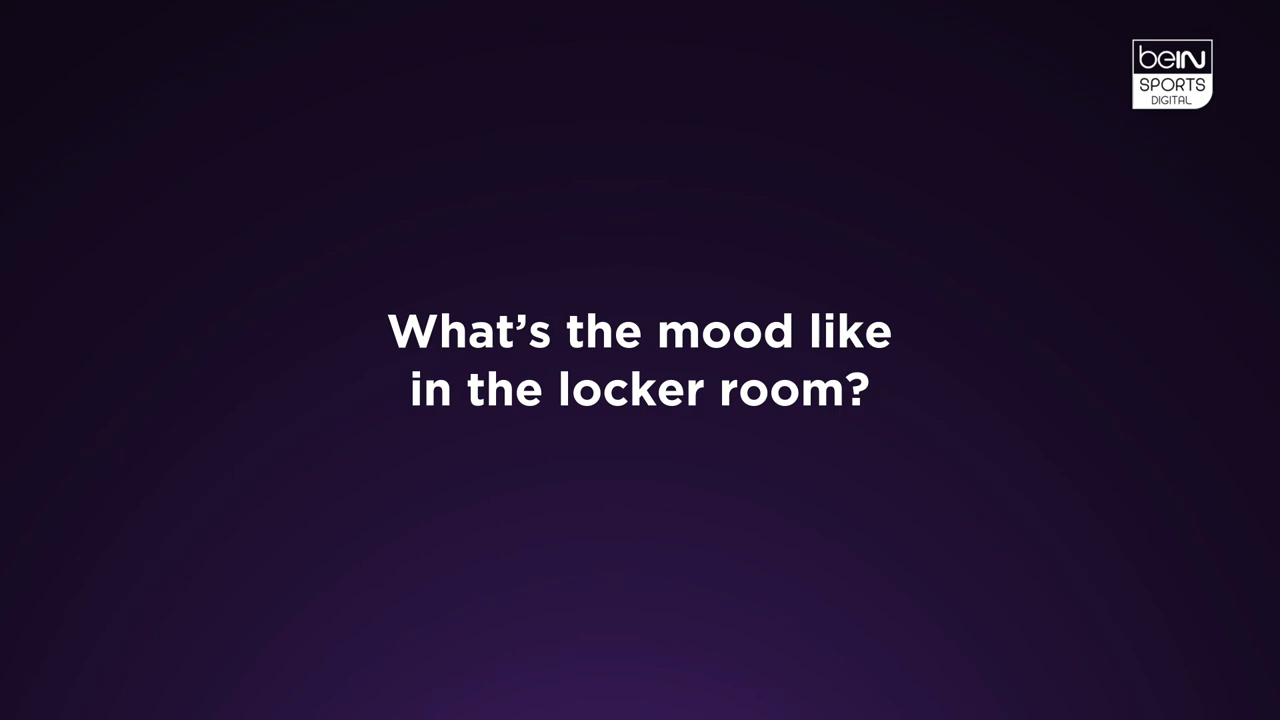 beIN
SPORTS
DIGITAL
What’s the mood like
in the locker room?